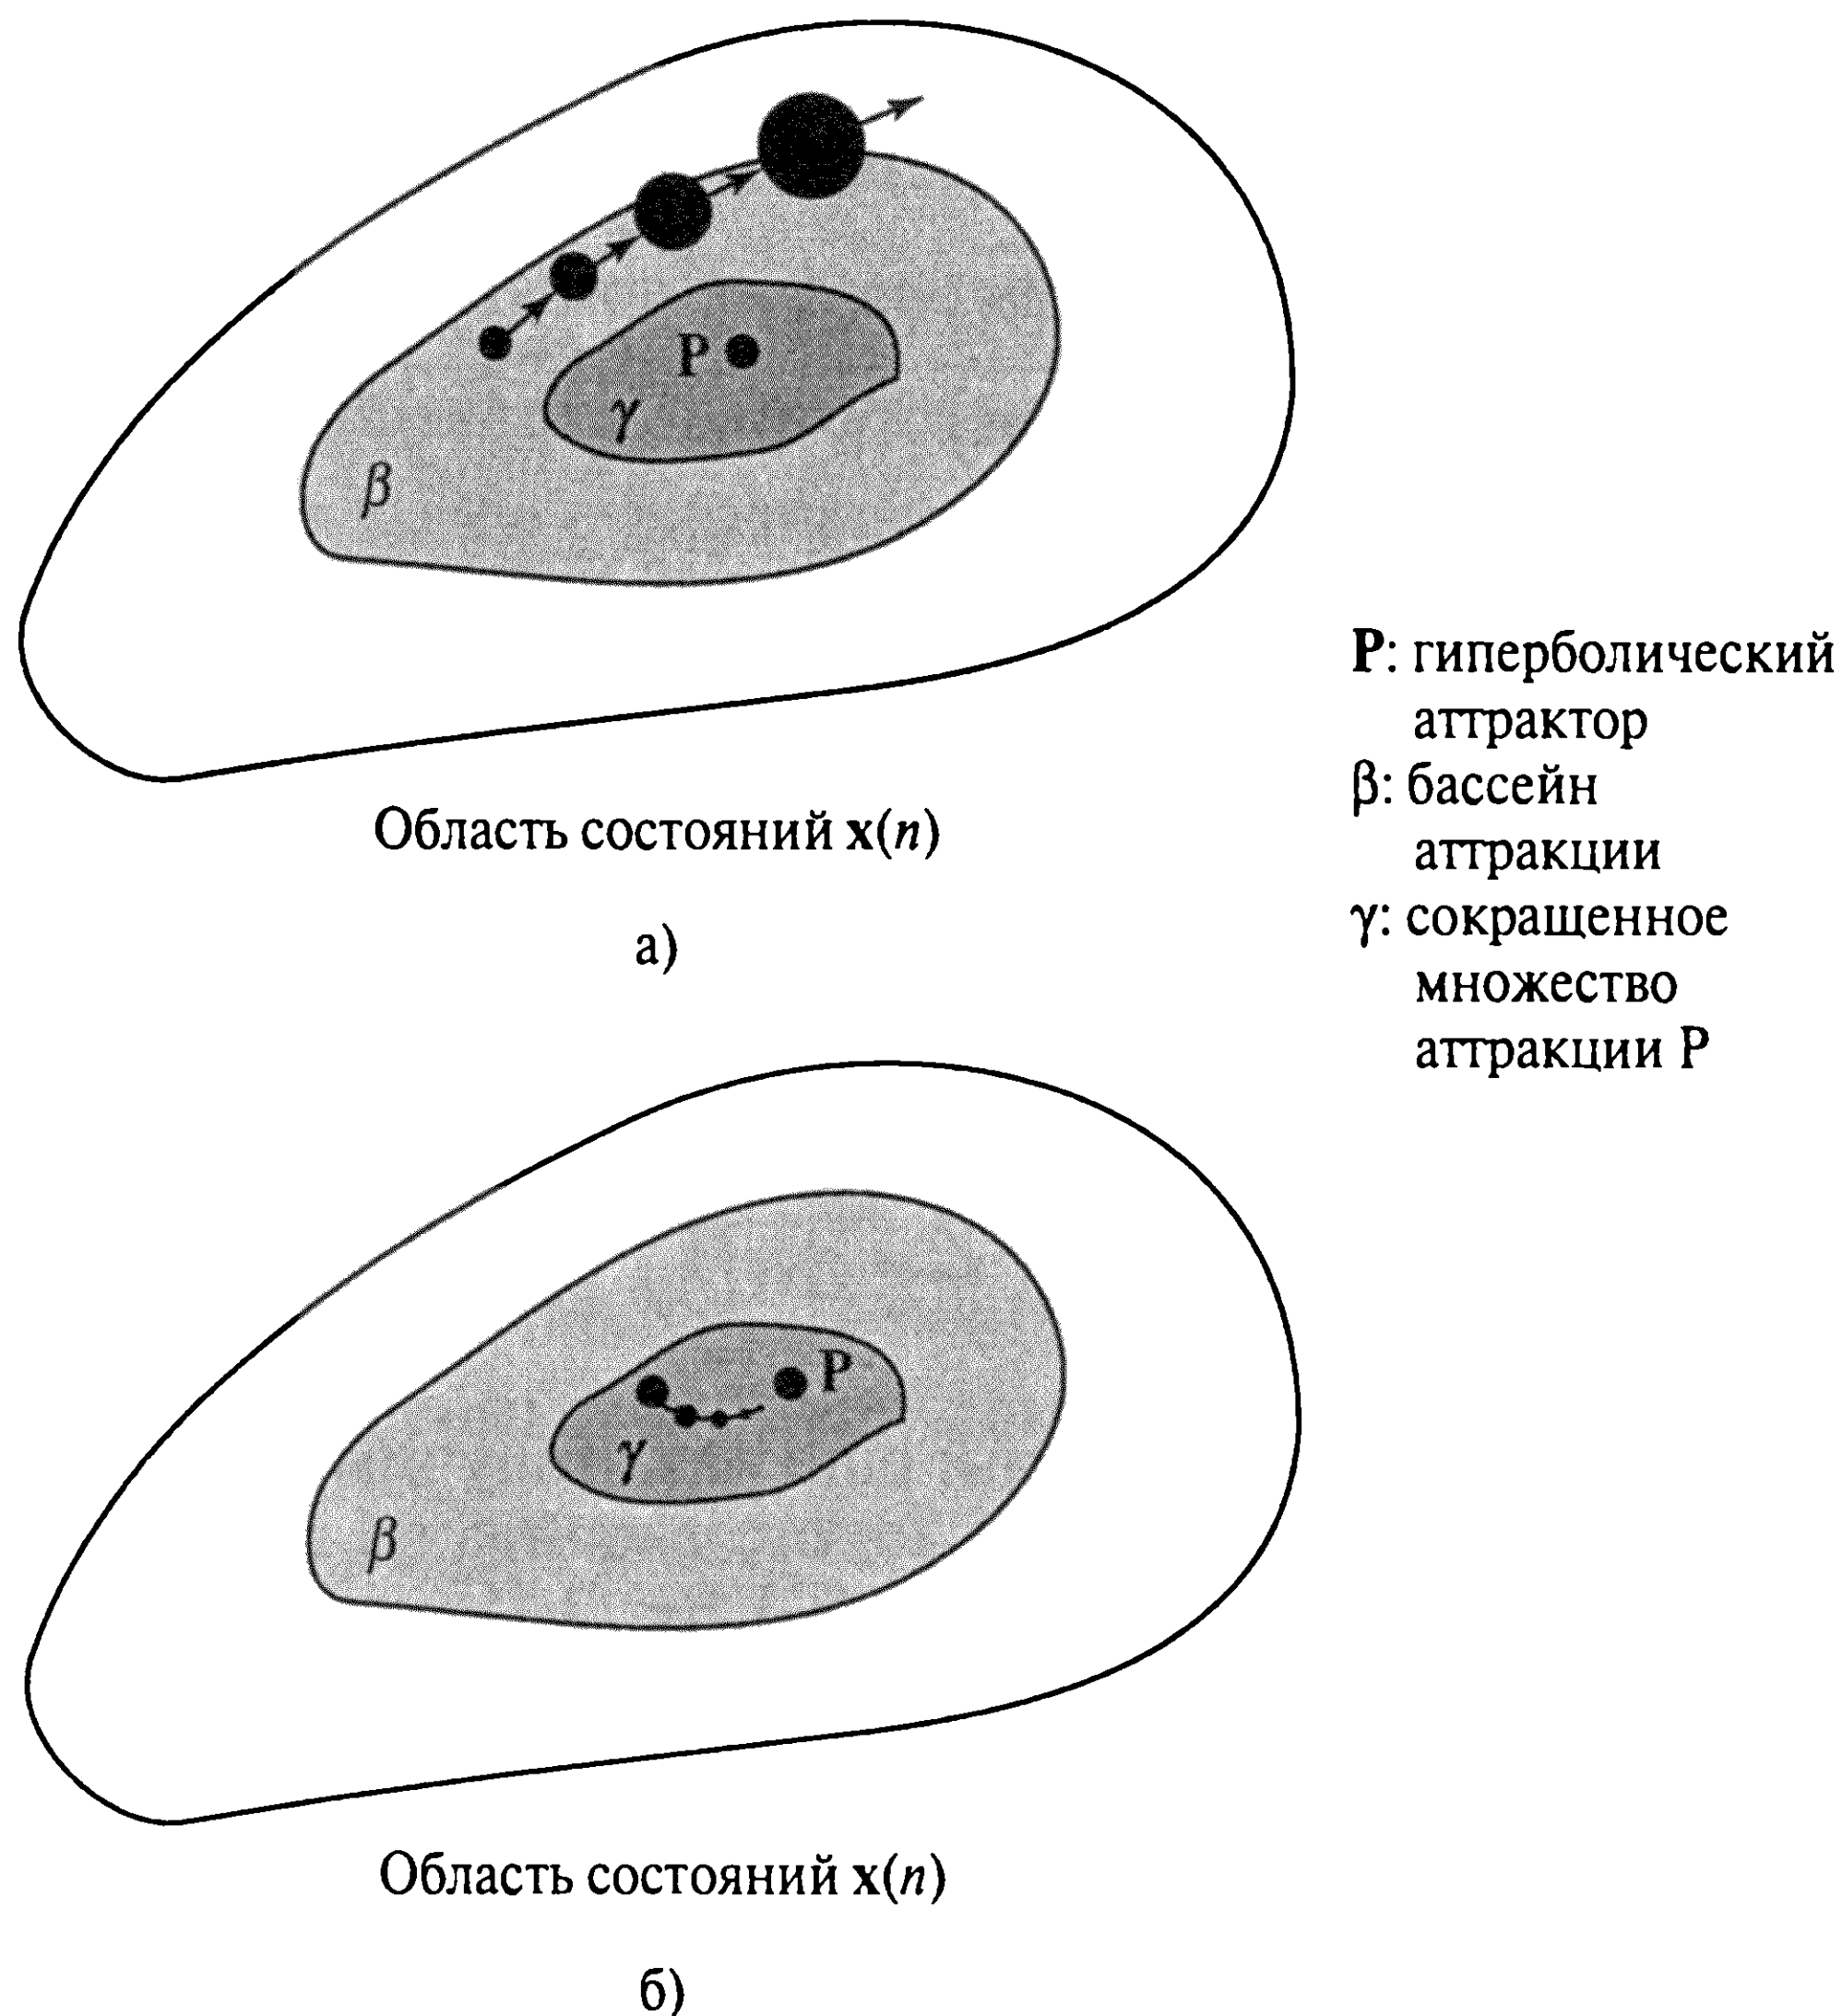 P
γ
β
Область состояний x(n)
а)
P: гиперболический
аттрактор
β: бассейн
аттракции
γ: сокращенное
множество
аттракции P
P
γ
β
Область состояний x(n)
б)